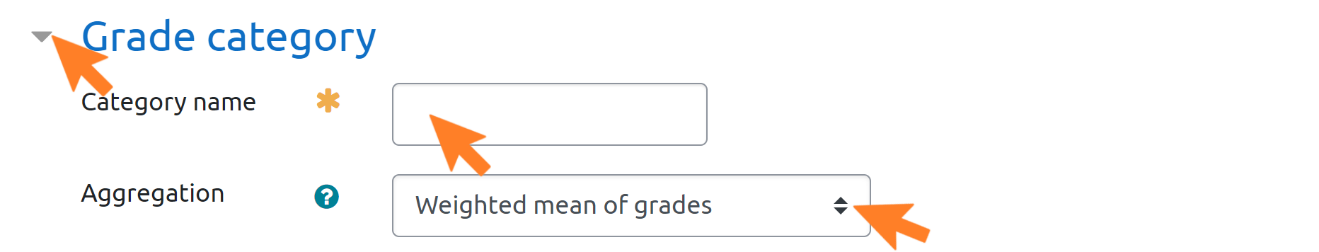 Grade category
Category name
Aggregation
Weighted mean of grades